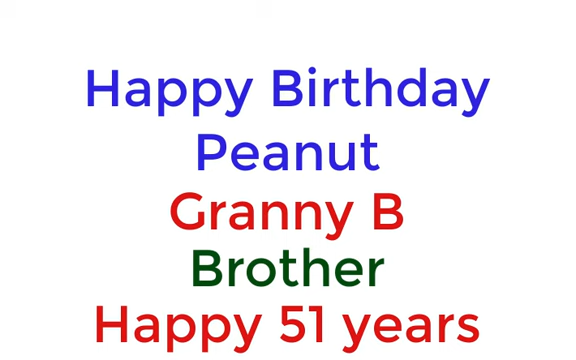 Happy Birthday
Peanut
Granny B
Brother
Happy 51 years